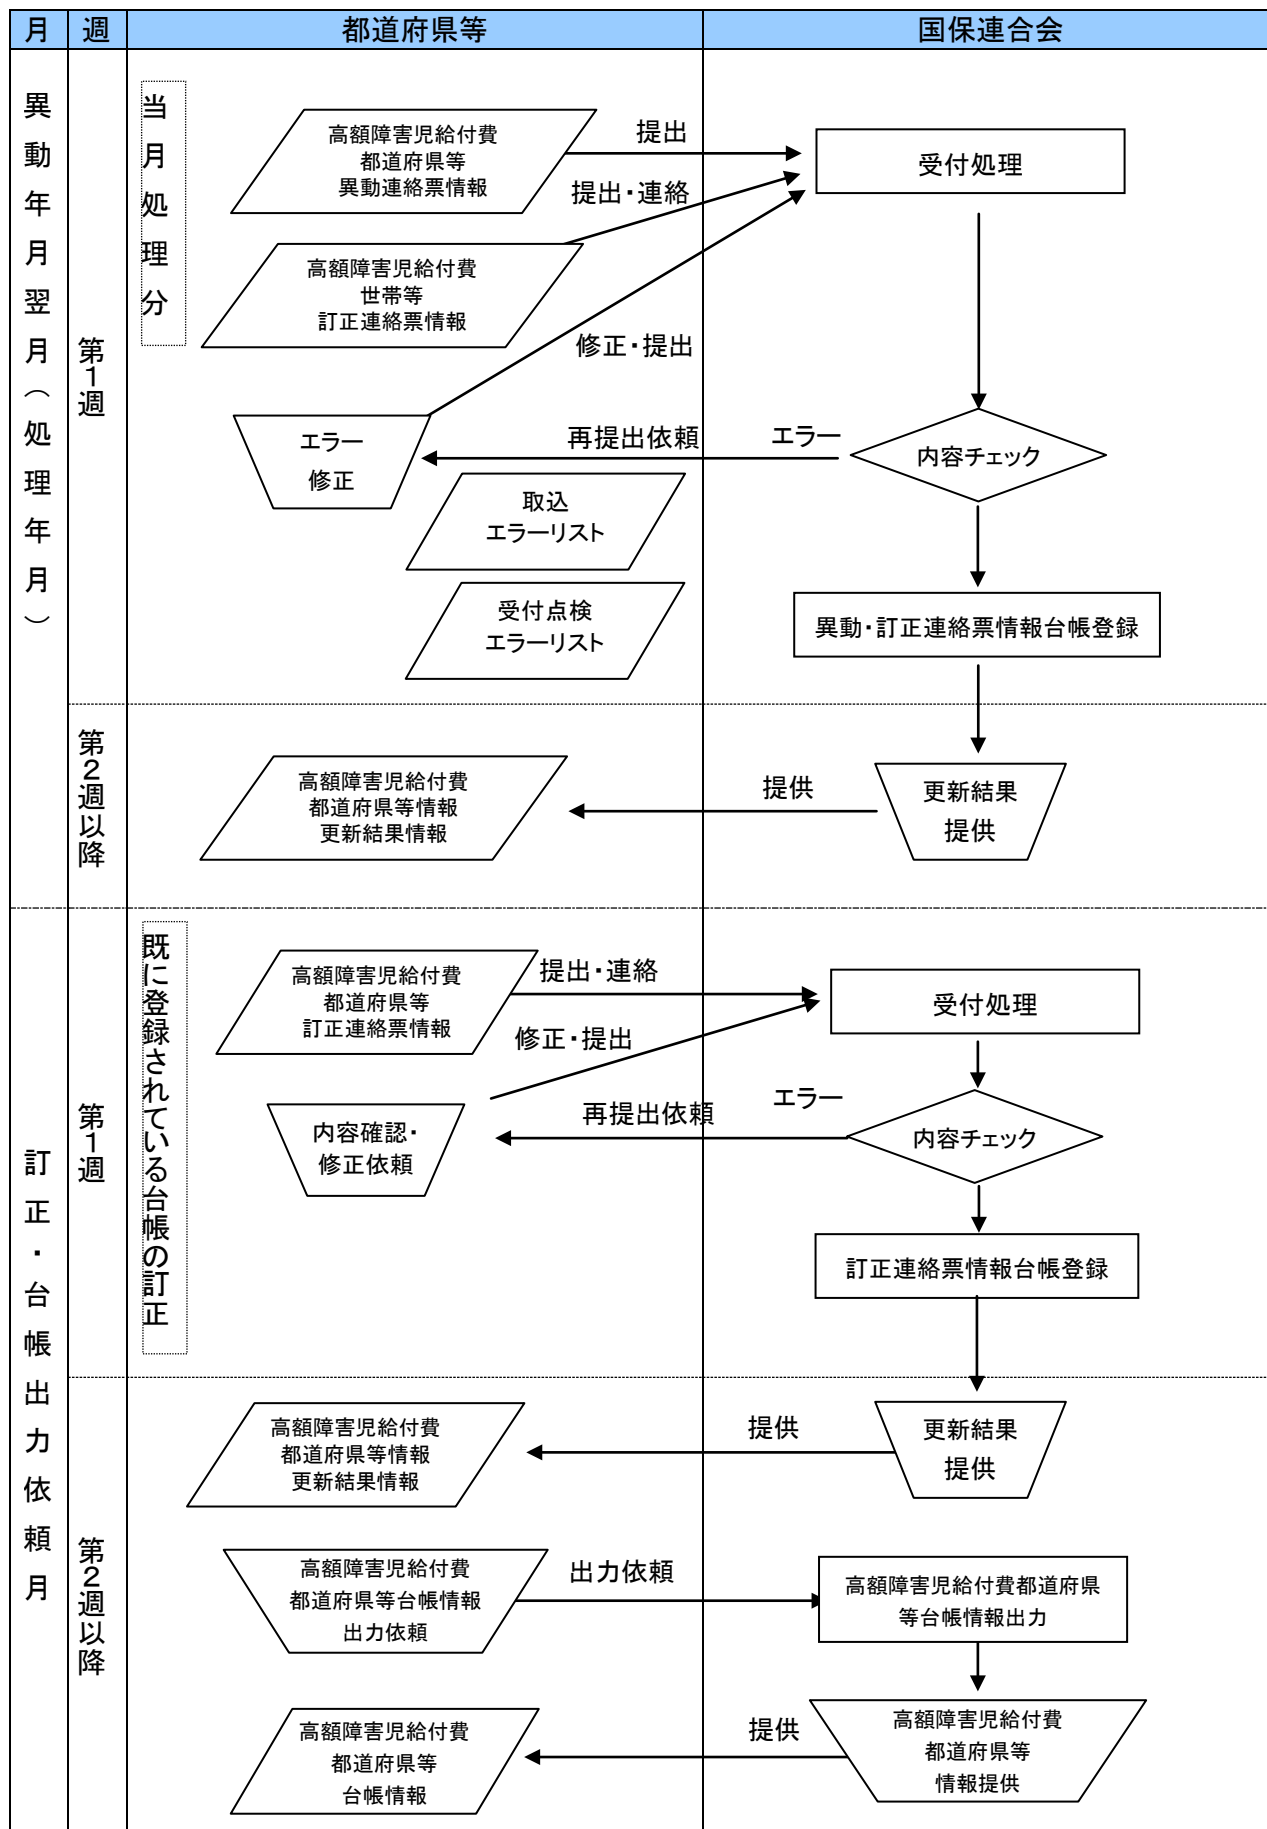 月 週 都道府県等 国保連合会
異動年月翌月（処理年月）
第1週
当月処理分
高額障害児給付費
都道府県等
異動連絡票情報
提出
受付処理
提出・連絡
高額障害児給付費
世帯等
訂正連絡票情報
修正・提出
エラー
修正
再提出依頼
エラー
内容チェック
取込
エラーリスト
受付点検
エラーリスト
異動・訂正連絡票情報台帳登録
第2週以降
高額障害児給付費
都道府県等情報
更新結果情報
提供
更新結果
提供
訂正・台帳出力依頼月
第1週
既に登録されている台帳の訂正
高額障害児給付費
都道府県等
訂正連絡票情報
提出・連絡
受付処理
修正・提出
内容確認・
修正依頼
再提出依頼
エラー
内容チェック
訂正連絡票情報台帳登録
第2週以降
高額障害児給付費
都道府県等情報
更新結果情報
提供
更新結果
提供
高額障害児給付費
都道府県等台帳情報
出力依頼
出力依頼
高額障害児給付費都道府県
等台帳情報出力
高額障害児給付費
都道府県等
台帳情報
提供
高額障害児給付費
都道府県等
情報提供